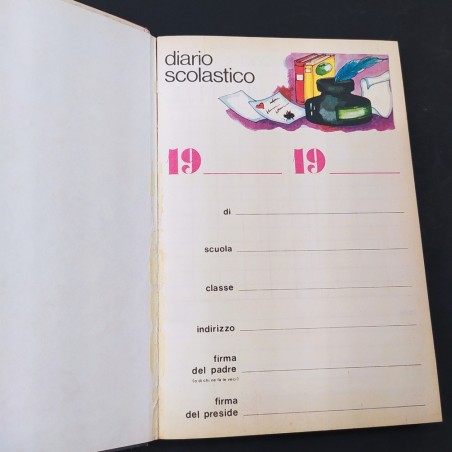 diario
scolastico
19 19
di
scuola
classe
indirizzo
firma
del padre
firma
del preside